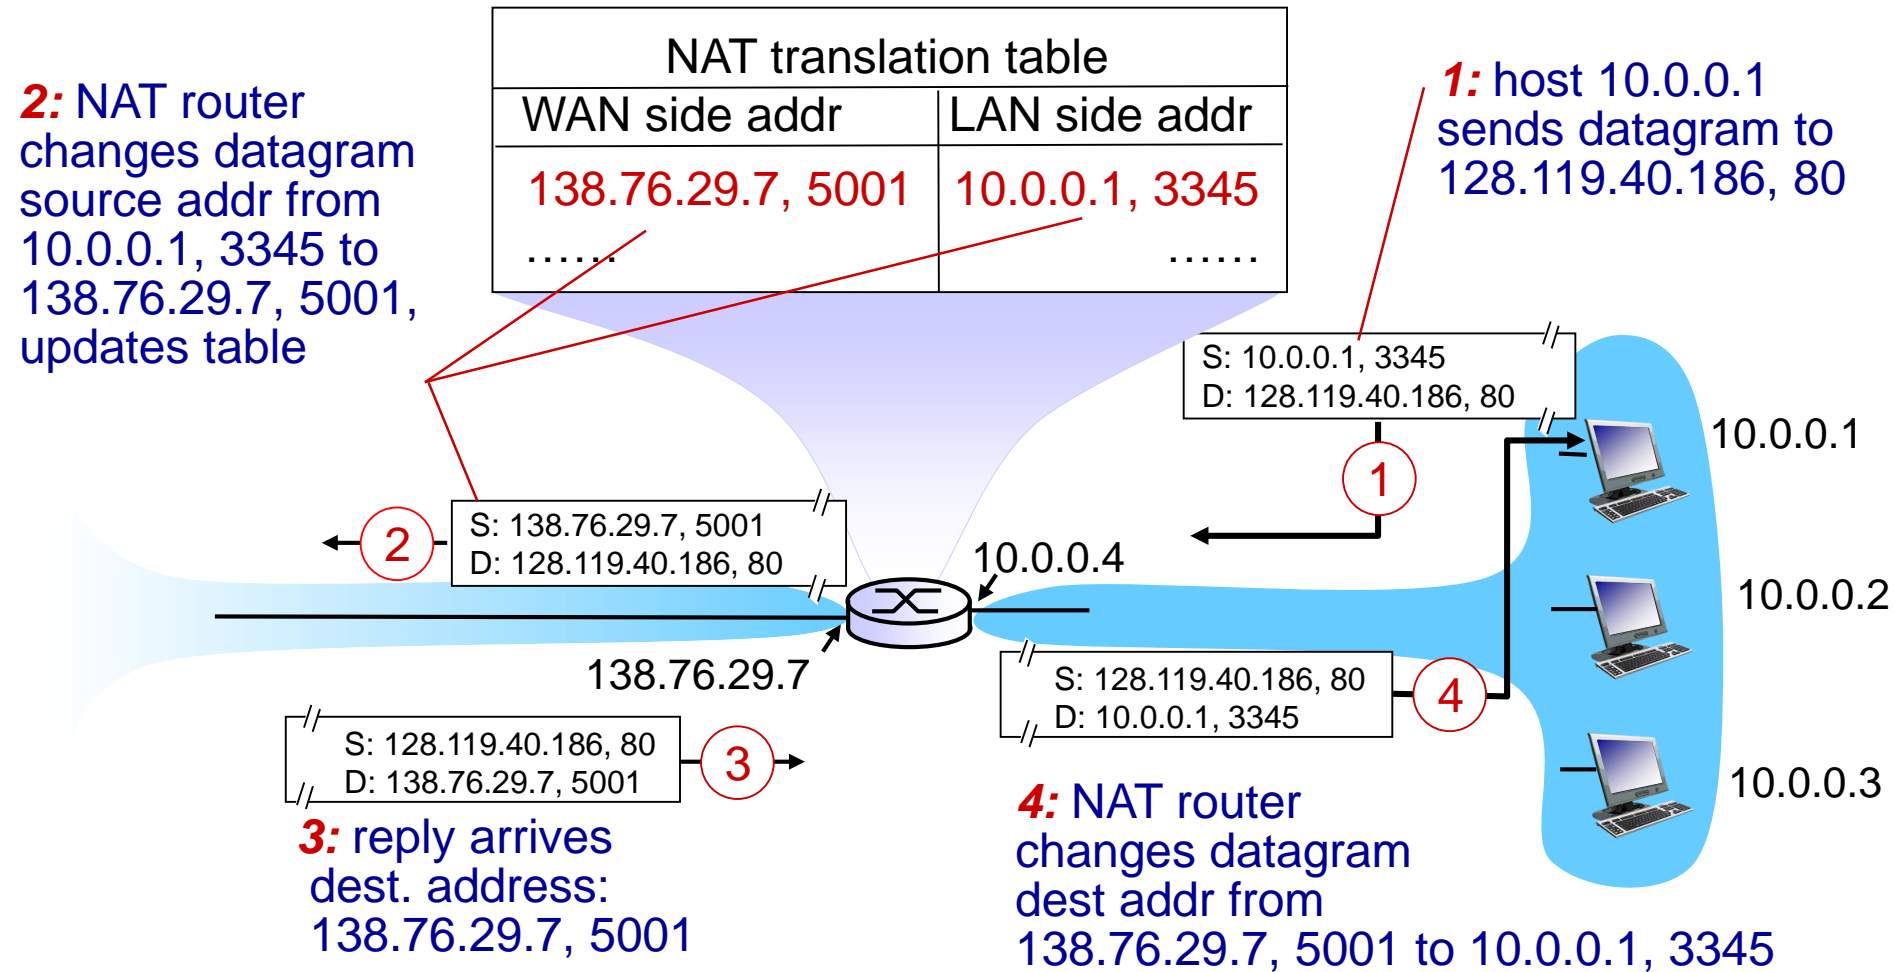 NAT translation table
WAN side addr
LAN side addr
138.76.29.7, 5001
10.0.0.1, 3345
......
......
2: NAT router
changes datagram
source addr from
10.0.0.1, 3345 to
138.76.29.7, 5001,
updates table
1: host 10.0.0.1
sends datagram to
128.119.40.186, 80
S: 10.0.0.1, 3345
D: 128.119.40.186, 80
1
10.0.0.1
S: 138.76.29.7, 5001
D: 128.119.40.186, 80
2
10.0.0.4
10.0.0.2
138.76.29.7
S: 128.119.40.186, 80
D: 10.0.0.1, 3345
4
S: 128.119.40.186, 80
D: 138.76.29.7, 5001
3
10.0.0.3
3: reply arrives
dest. address:
138.76.29.7, 5001
4: NAT router
changes datagram
dest addr from
138.76.29.7, 5001 to 10.0.0.1, 3345